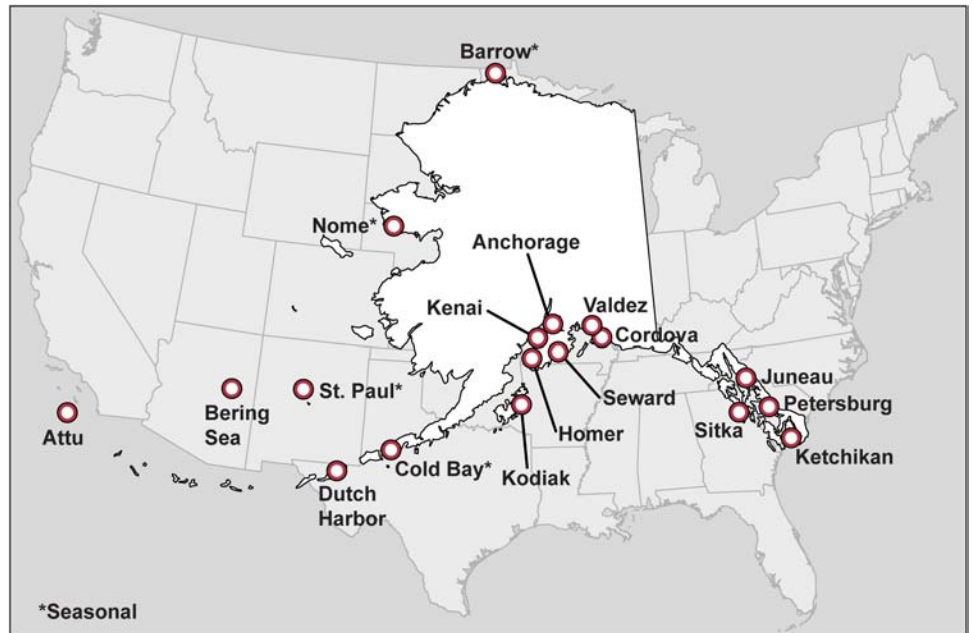 Barrow*
Nome*
Anchorage
Kenai
Valdez
Cordova
St. Paul*
Bering
Sea
Attu
Juneau
Petersburg
Seward
Sitka
Homer
Ketchikan
Cold Bay*
Kodiak
Dutch
Harbor
*Seasonal